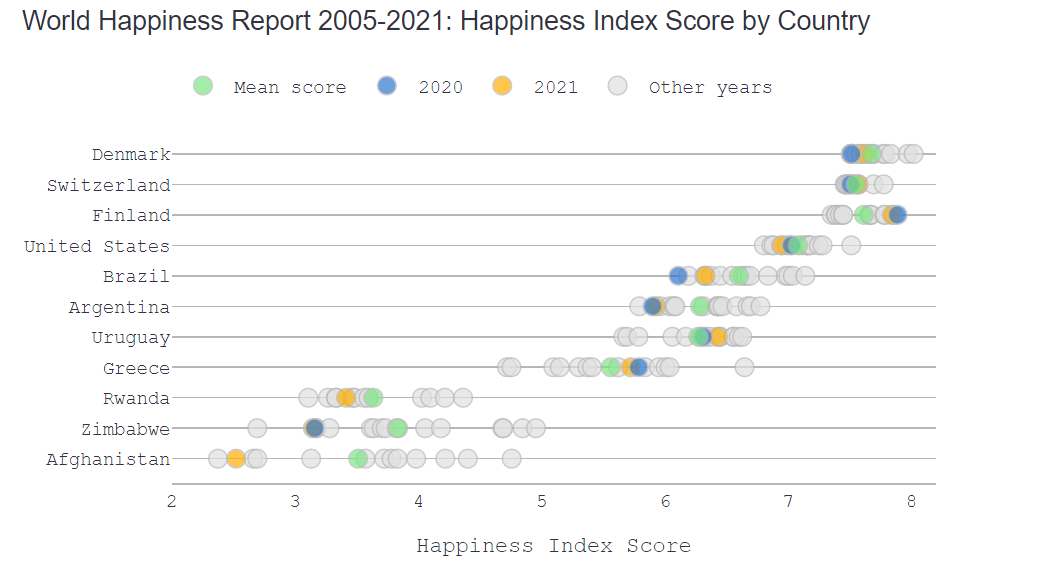 World Happiness Report 2005-2021: Happiness Index Score by Country
Mean score 2020 2021 Other years
Denmark
Switzerland
Finland
United States
Brazil
Argentina
Uruguay
Greece
Rwanda
Zimbabwe
Afghanistan
2 3 4 5 6 7 8
Happiness Index Score